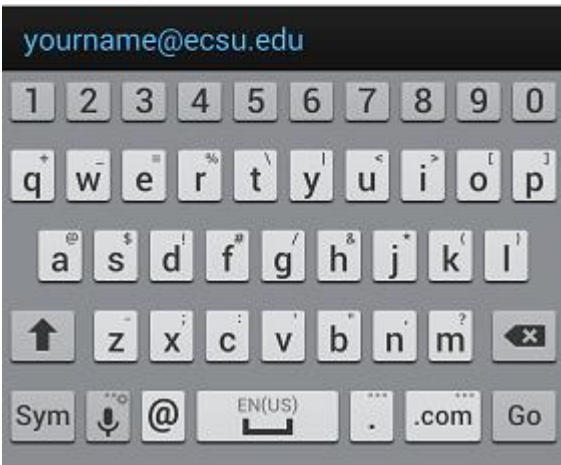 yourname@ecsu.edu
1 2 3 4 5 6 7 8 9 0
+ _ = % \ | < > [ ]
q w e r t y u i o p
@ $ ! # / & * ( )
a s d f g h j k l
; : ' " , ?
z x c v b n m
EN(US)
Sym @ . .com Go